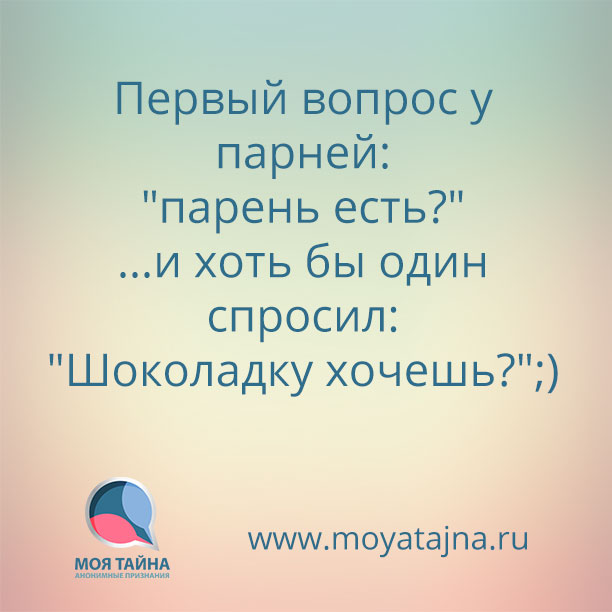 Первый вопрос у
парней:
"парень есть?"
...и хоть бы один
спросил:
"Шоколадку хочешь?";)
МОЯ ТАЙНА
АНОНИМНЫЕ ПРИЗНАНИЯ
www.moyatajna.ru